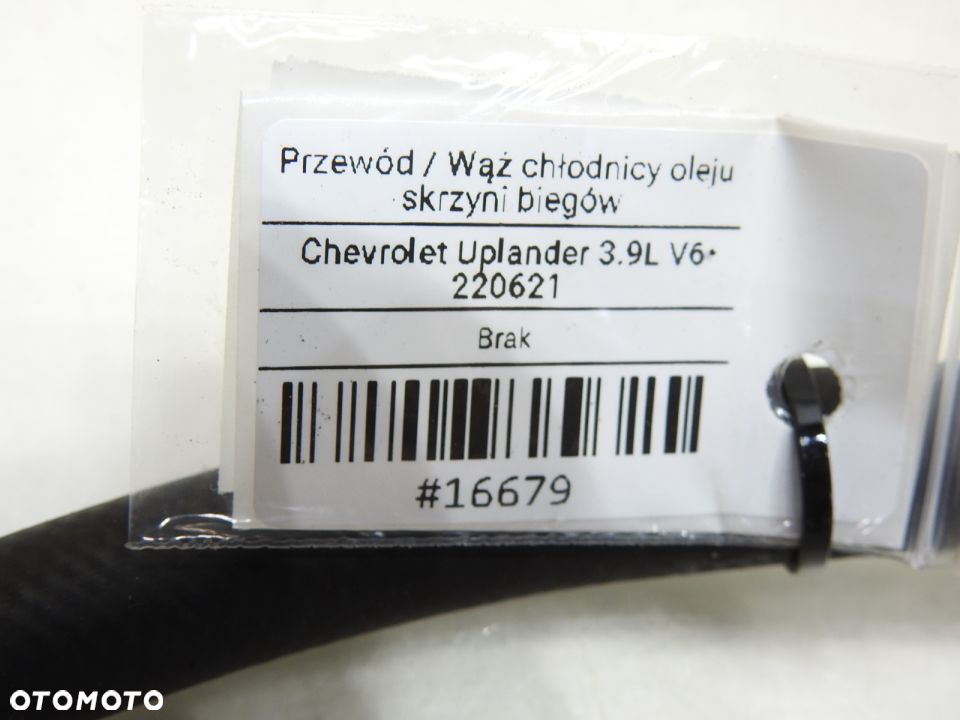 Przewód / Wąż chłodnicy oleju
skrzyni biegów
Chevrolet Uplander 3.9L V6
220621
Brak
#16679
OTOMOTO